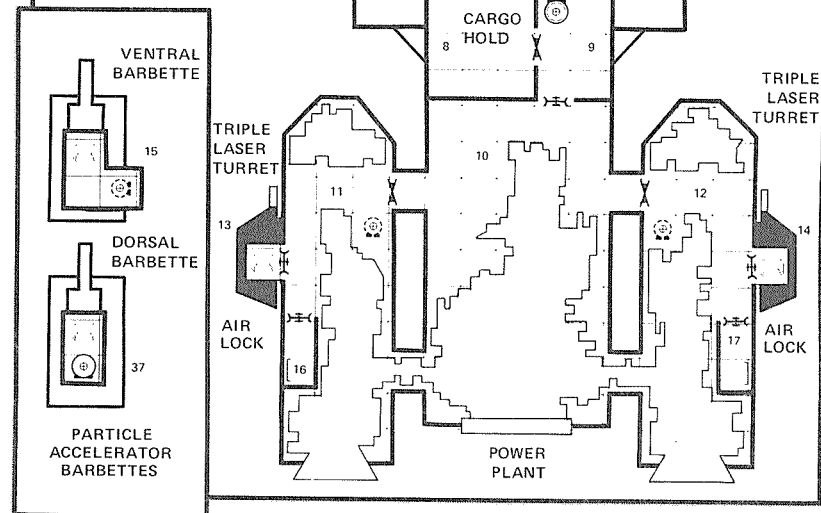 VENTRAL
BARBETTE
15
DORSAL
BARBETTE
37
PARTICLE
ACCELERATOR
BARBETTES
CARGO
HOLD
8
9
TRIPLE
LASER
TURRET
TRIPLE
LASER
TURRET
10
11
12
13
14
AIR
LOCK
AIR
LOCK
16
17
POWER
PLANT